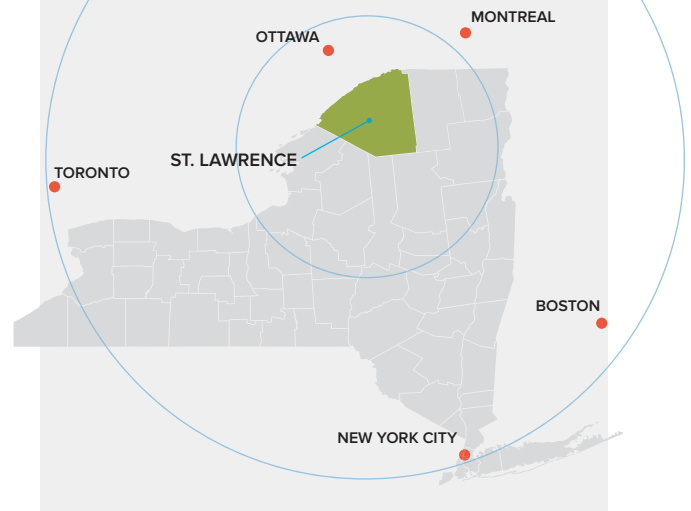 MONTREAL
OTTAWA
ST. LAWRENCE
TORONTO
BOSTON
NEW YORK CITY